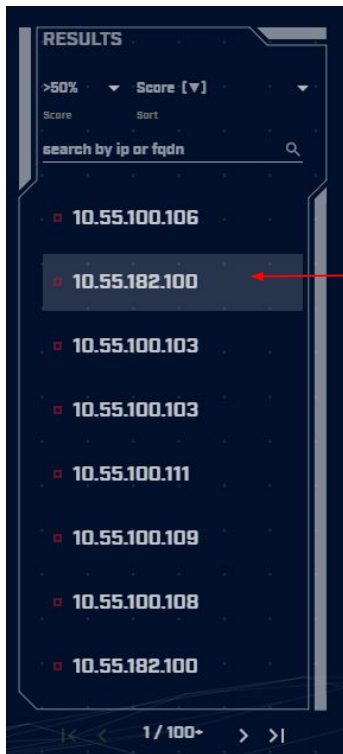 RESULTS
>50% Score [▼]
Score Sort
search by ip or fqdn
10.55.100.106
10.55.182.100
10.55.100.103
10.55.100.103
10.55.100.111
10.55.100.109
10.55.100.108
10.55.182.100
1 / 100+